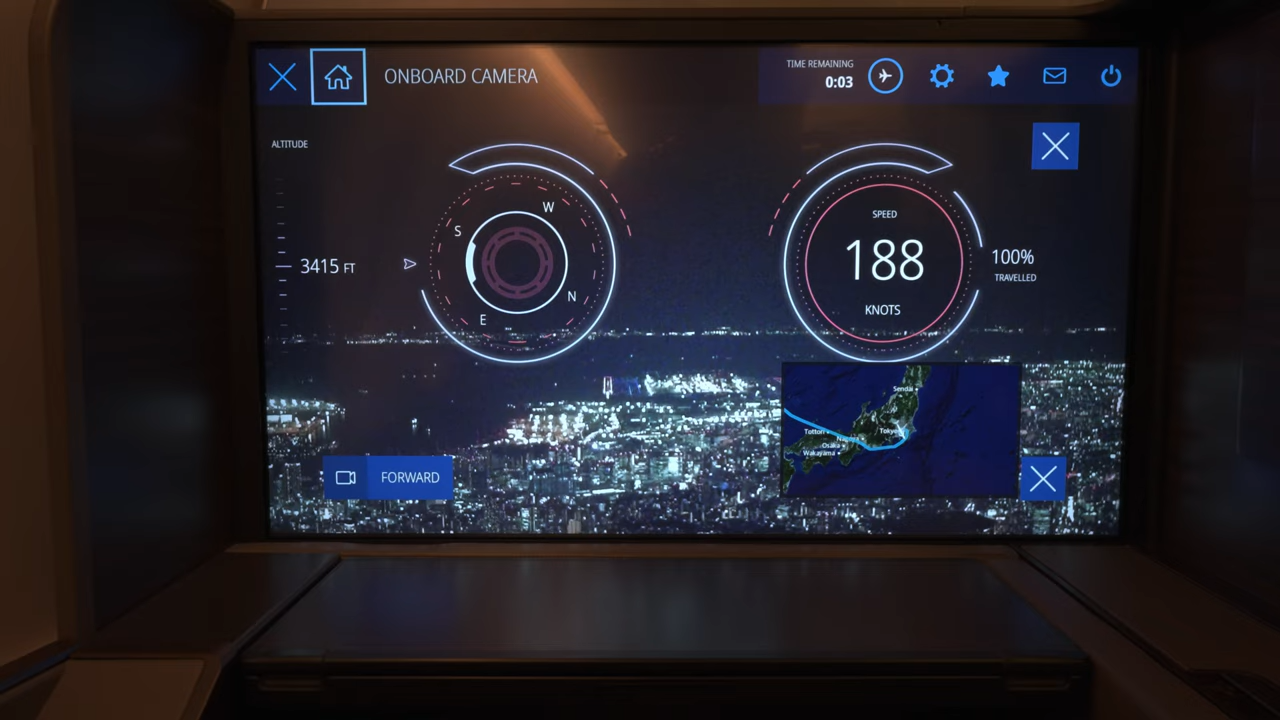 ONBOARD CAMERA
TIME REMAINING
0:03
ALTITUDE
3415 FT
W
S
N
E
SPEED
188
KNOTS
100%
TRAVELLED
Sendai
Tottori
Tokyo
Osaka
Wakayama
FORWARD